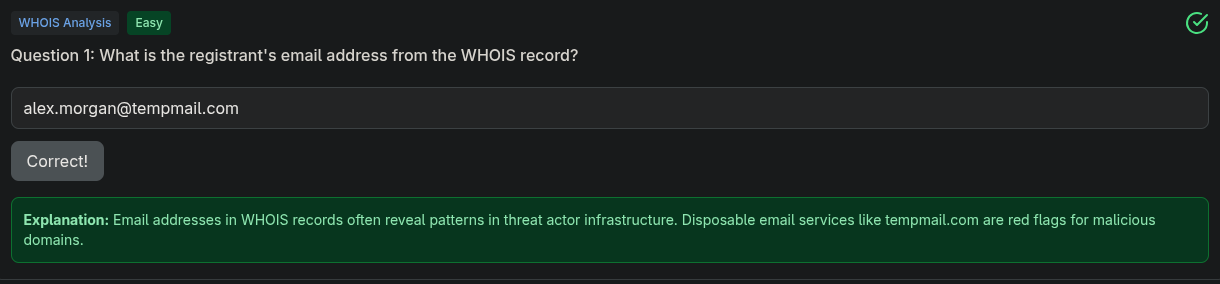 WHOIS Analysis Easy
Question 1: What is the registrant's email address from the WHOIS record?
alex.morgan@tempmail.com
Correct!
Explanation: Email addresses in WHOIS records often reveal patterns in threat actor infrastructure. Disposable email services like tempmail.com are red flags for malicious
domains.